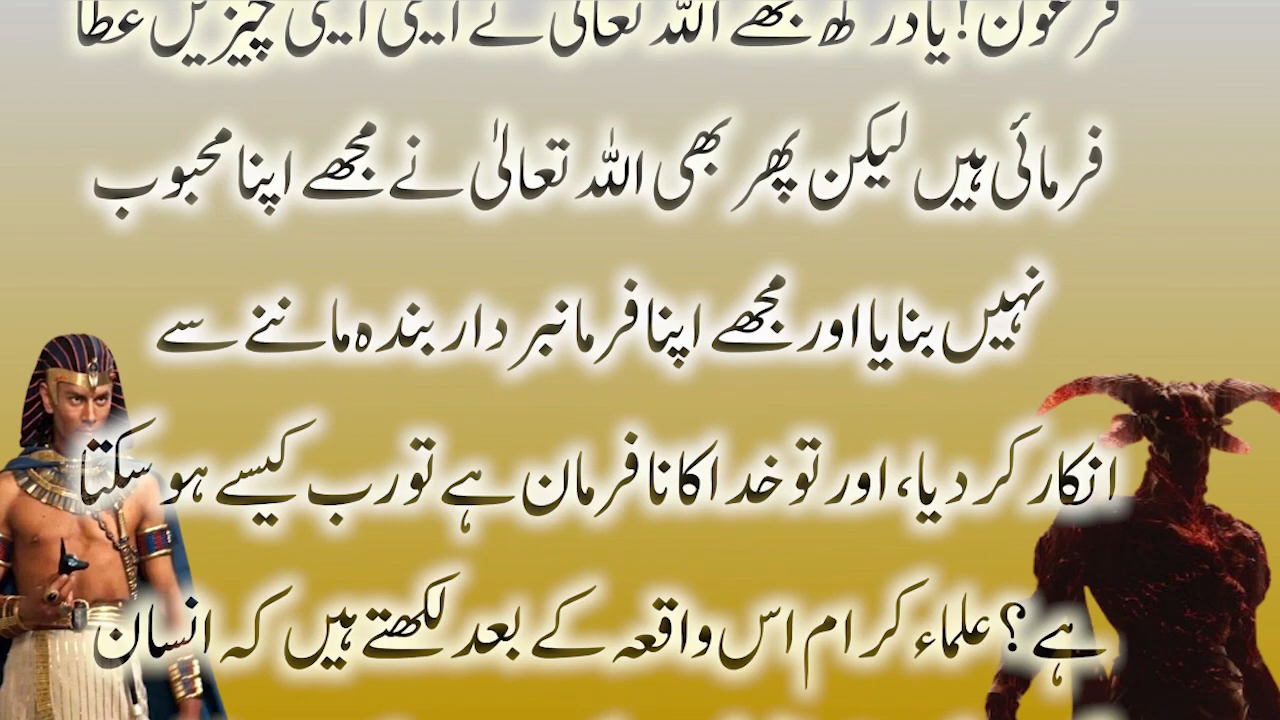 فرعون! یاد رکھ مجھے اللہ تعالیٰ نے ایسی ایسی چیزیں عطا
فرمائی ہیں لیکن پھر بھی اللہ تعالیٰ نے مجھے اپنا محبوب
نہیں بنایا اور مجھے اپنا فرمانبردار بندہ ماننے سے
انکار کر دیا، اور تو خدا کا نافرمان ہے تو رب کیسے ہو سکتا
ہے؟ علماء کرام اس واقعہ کے بعد لکھتے ہیں کہ انسان